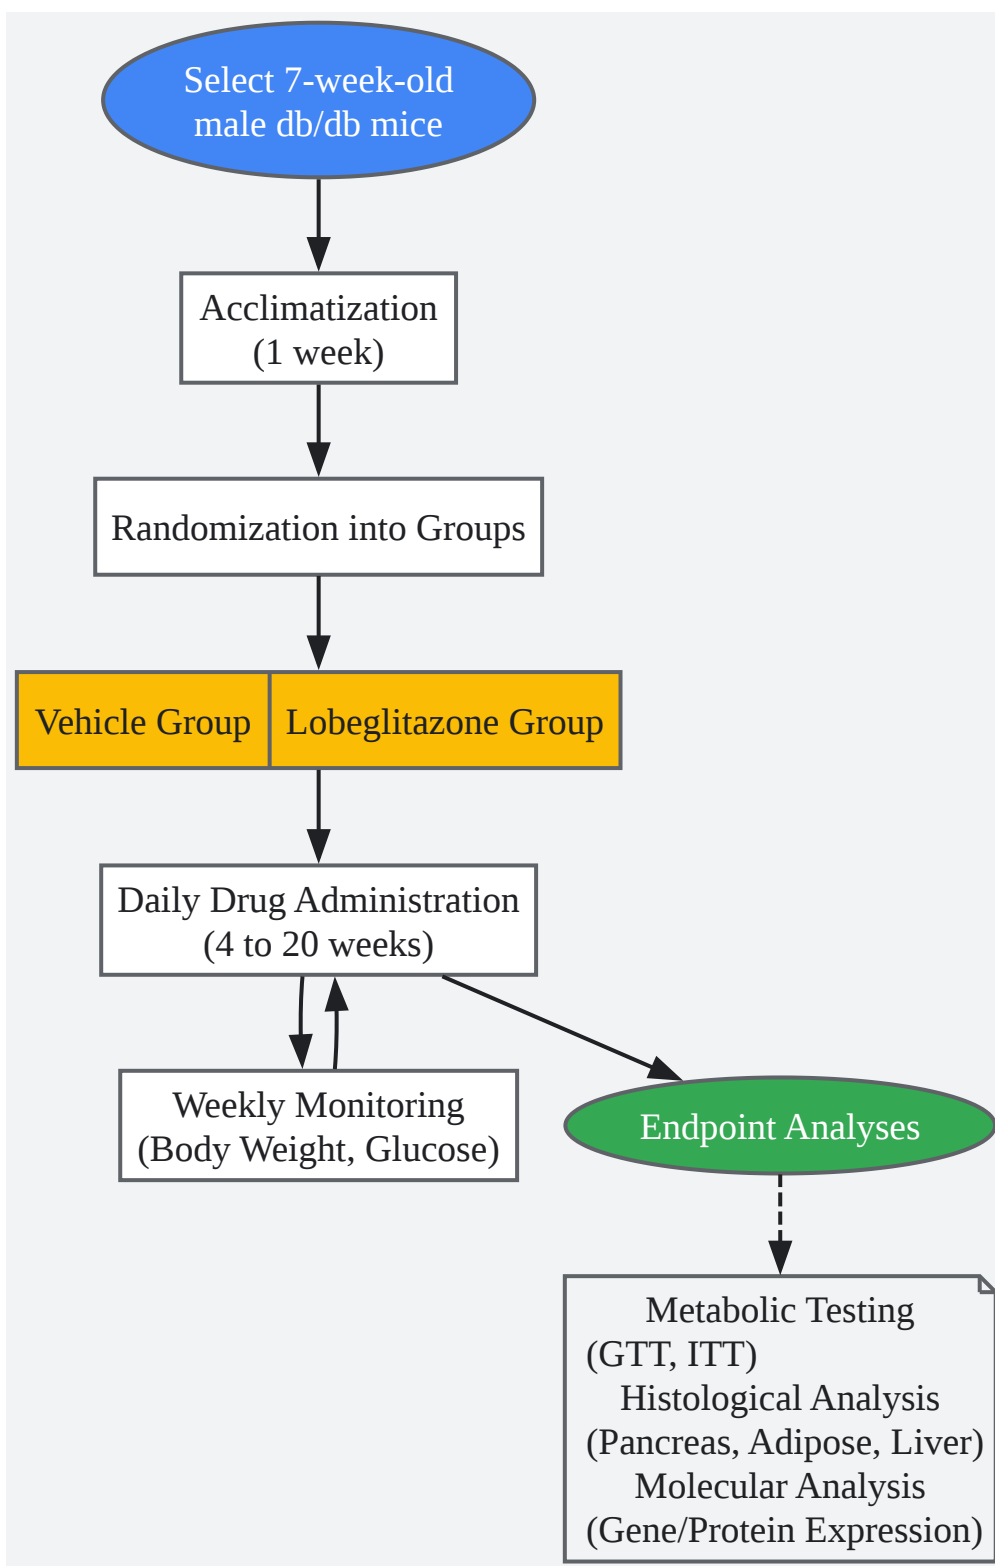 Select 7-week-old
male db/db mice
Acclimatization
(1 week)
Randomization into Groups
Vehicle Group
Lobeglitazone Group
Daily Drug Administration
(4 to 20 weeks)
Weekly Monitoring
(Body Weight, Glucose)
Endpoint Analyses
Metabolic Testing
(GTT, ITT)
Histological Analysis
(Pancreas, Adipose, Liver)
Molecular Analysis
(Gene/Protein Expression)